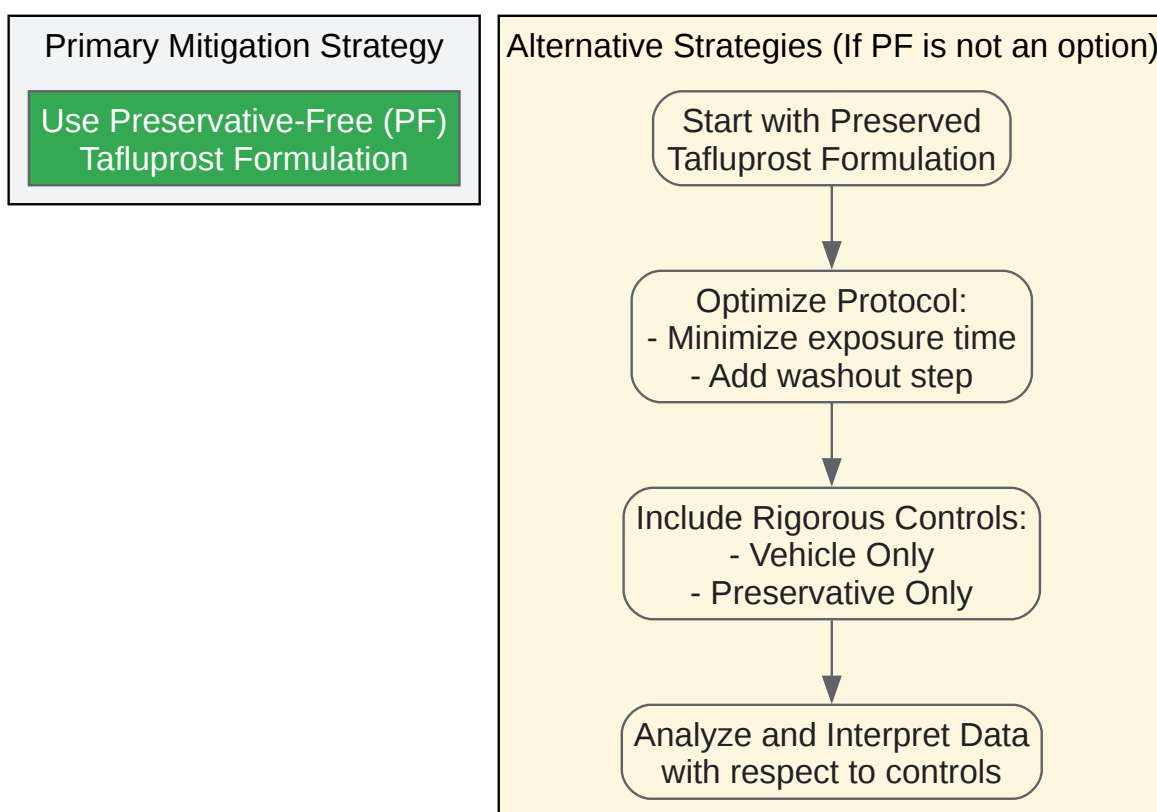 Primary Mitigation Strategy
Use Preservative-Free (PF)
Tafluprost Formulation
Alternative Strategies (If PF is not an option)
Start with Preserved
Tafluprost Formulation
Optimize Protocol:
- Minimize exposure time
- Add washout step
Include Rigorous Controls:
- Vehicle Only
- Preservative Only
Analyze and Interpret Data
with respect to controls